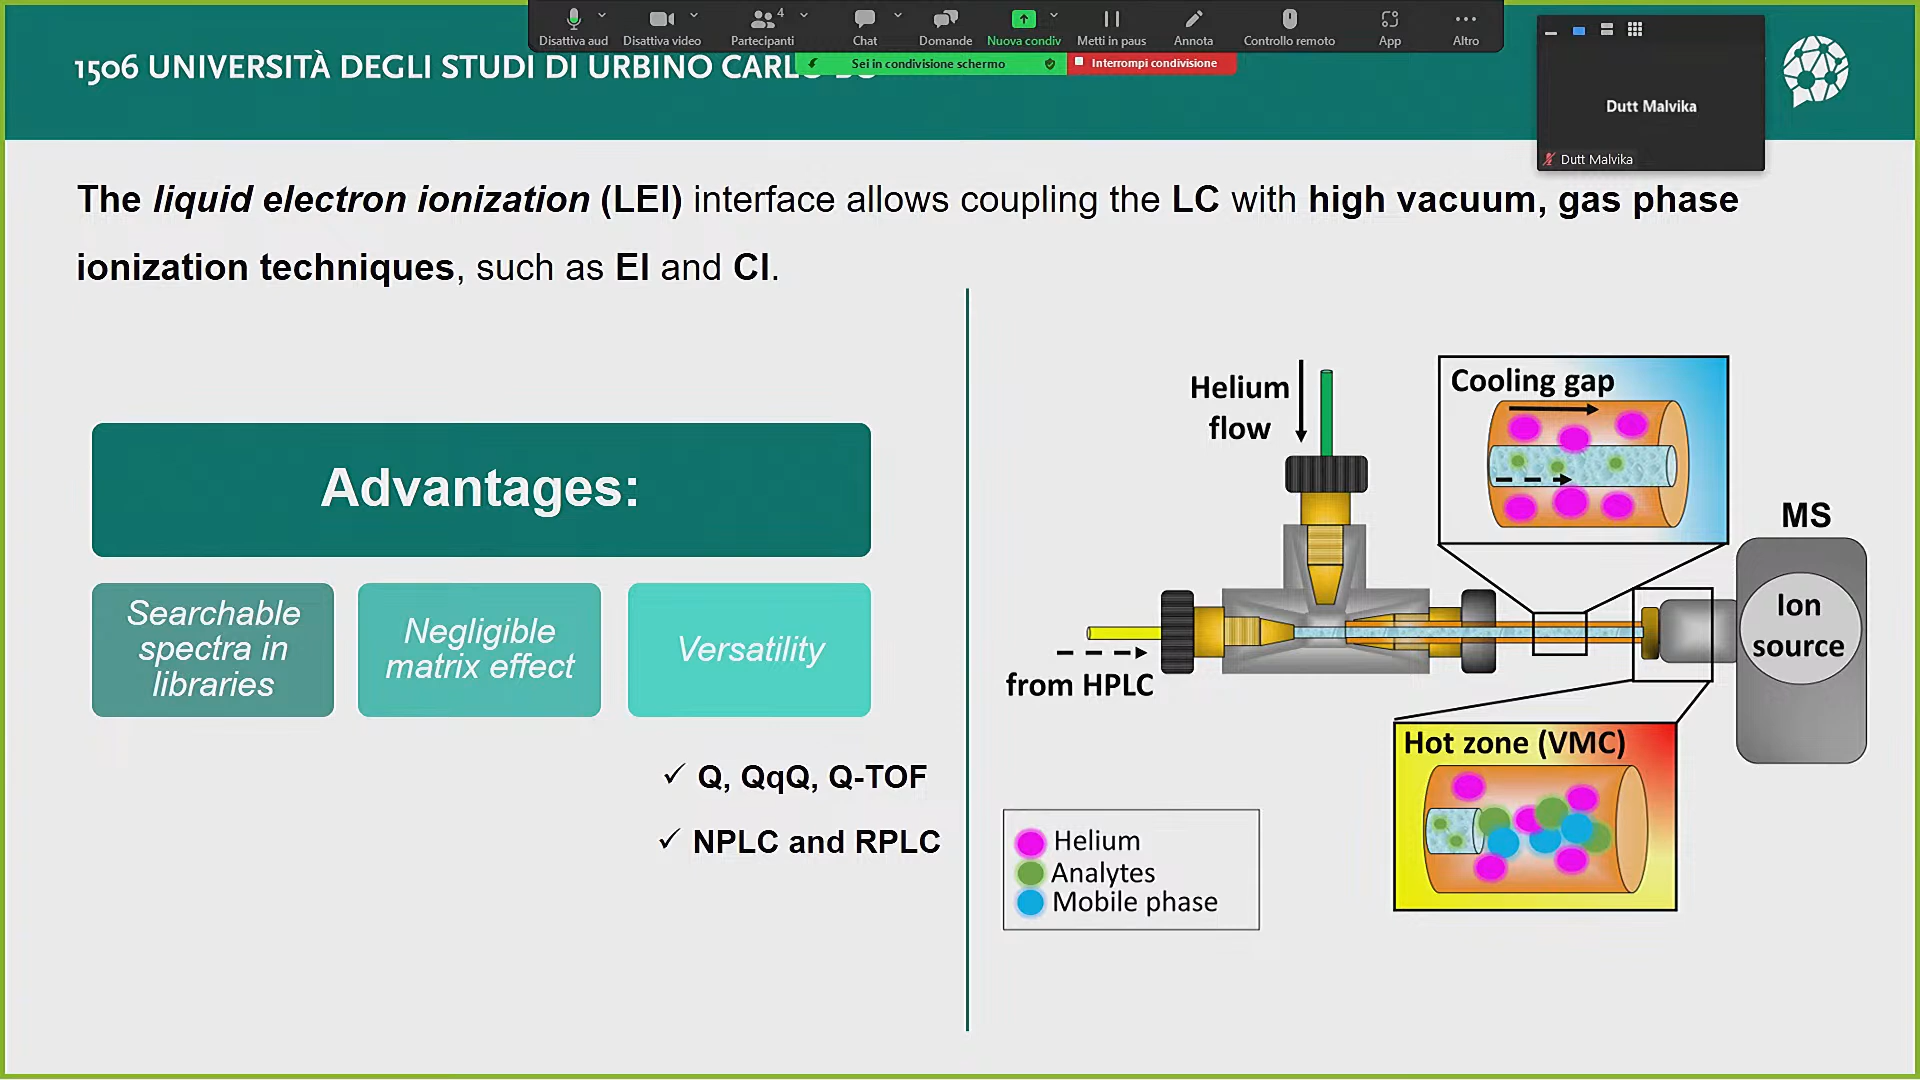 Disattiva aud
Disattiva video
4
Partecipanti
Chat
Domande
Nuova condiv
Metti in paus
Annota
Controllo remoto
App
Altro
Sei in condivisione schermo
Interrompi condivisione
1506 UNIVERSITÀ DEGLI STUDI DI URBINO
Dutt Malvika
Dutt Malvika
The liquid electron ionization (LEI) interface allows coupling the LC with high vacuum, gas phase
ionization techniques, such as EI and CI.
Advantages:
Searchable
spectra in
libraries
Negligible
matrix effect
Versatility
✓ Q, QqQ, Q-TOF
✓ NPLC and RPLC
Helium
flow
from HPLC
Cooling gap
MS
Ion
source
Hot zone (VMC)
Helium
Analytes
Mobile phase